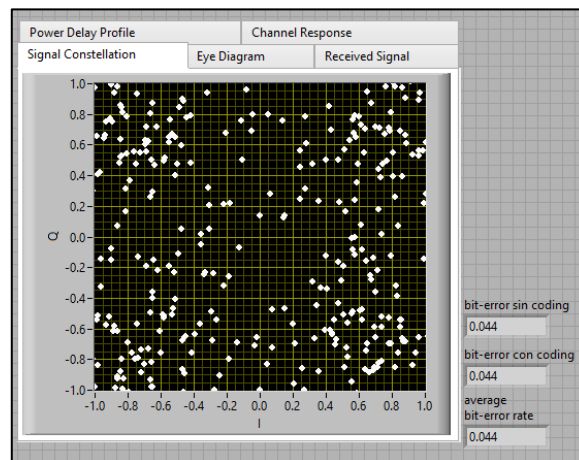 Power Delay Profile
Channel Response
Signal Constellation
Eye Diagram
Received Signal
1.0
0.8
0.6
0.4
0.2
0.0
-0.2
-0.4
-0.6
-0.8
-1.0
Q
-1.0 -0.8 -0.6 -0.4 -0.2 0.0 0.2 0.4 0.6 0.8 1.0
I
bit-error sin coding
0.044
bit-error con coding
0.044
average
bit-error rate
0.044